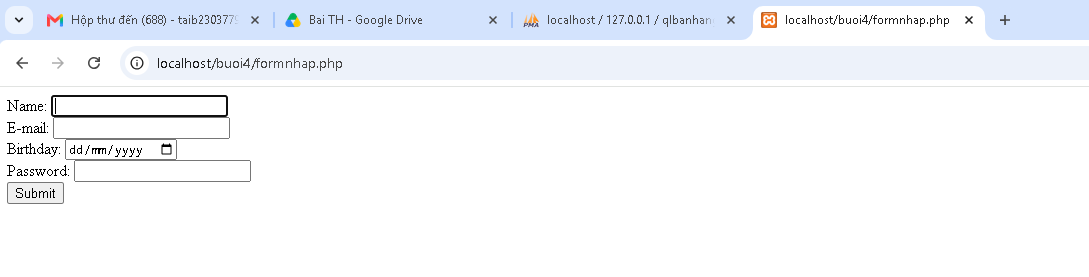 Hộp thư đến (688) - taib230377
Bai TH - Google Drive
localhost / 127.0.0.1 / qlbanhan
localhost/buoi4/formnhap.php
localhost/buoi4/formnhap.php
Name:
E-mail:
Birthday: dd/mm/yyyy
Password:
Submit